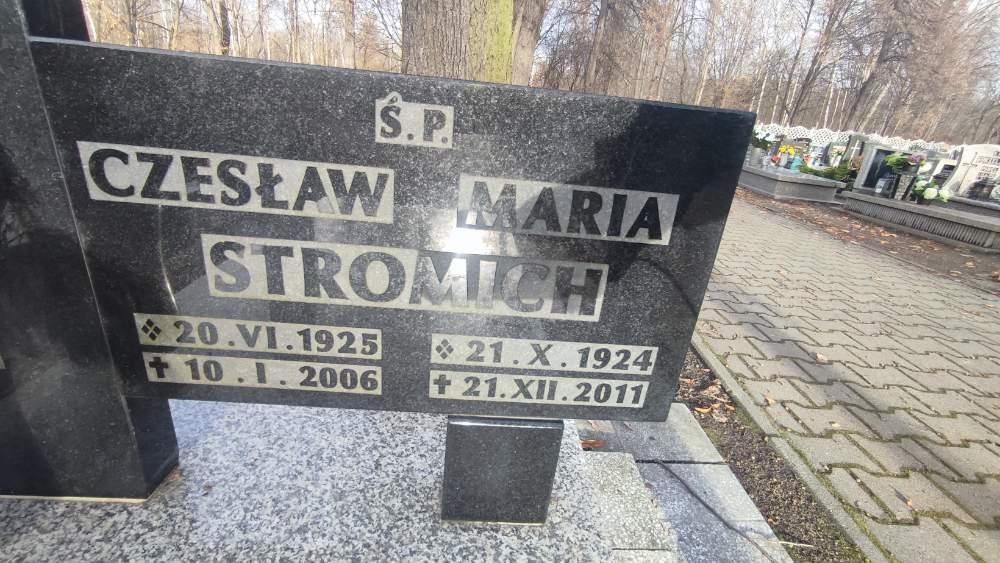 Ś.P.
CZESŁAW MARIA
STROMICH
20.VI.1925 21.X.1924
✝ 10.I.2006 ✝ 21.XII.2011